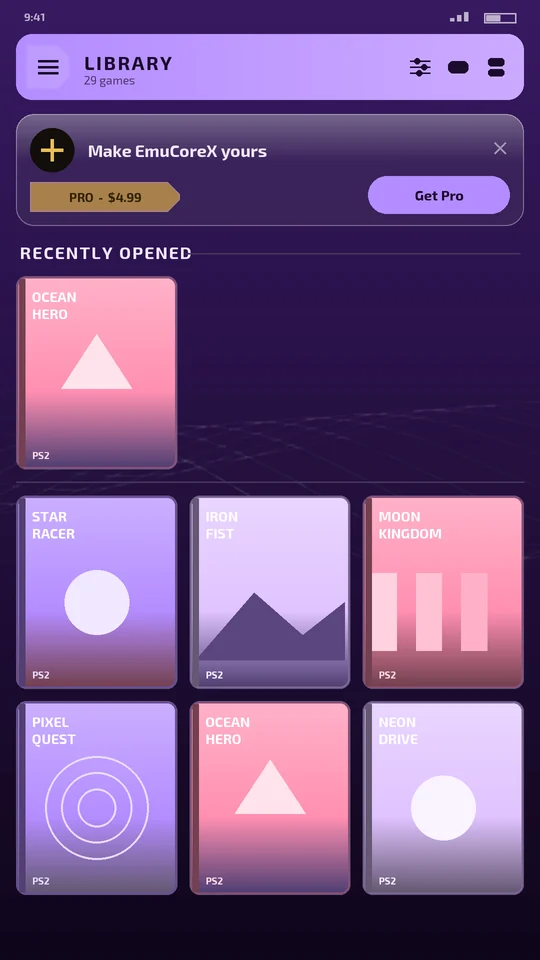 9:41
LIBRARY
29 games
Make EmuCoreX yours
PRO - $4.99
Get Pro
RECENTLY OPENED
OCEAN
HERO
PS2
STAR
RACER
PS2
IRON
FIST
PS2
MOON
KINGDOM
PS2
PIXEL
QUEST
PS2
OCEAN
HERO
PS2
NEON
DRIVE
PS2